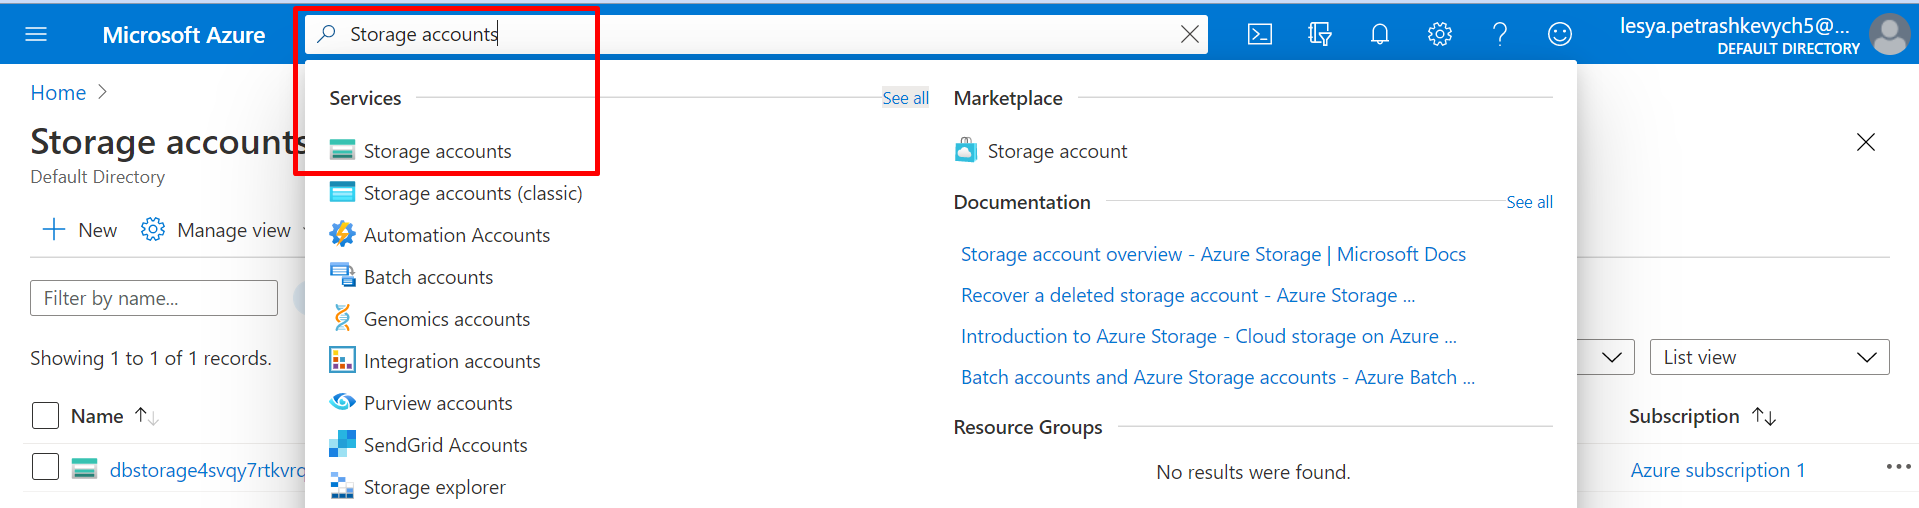 Microsoft Azure
Storage accounts
lesya.petrashkevych5@...
DEFAULT DIRECTORY
Home
Storage accounts
Default Directory
New
Manage view
Filter by name...
Showing 1 to 1 of 1 records.
Name
dbstorage4svqy7rtkvrq
Services
See all
Storage accounts
Storage accounts (classic)
Automation Accounts
Batch accounts
Genomics accounts
Integration accounts
Purview accounts
SendGrid Accounts
Storage explorer
Marketplace
Storage account
Documentation
See all
Storage account overview - Azure Storage | Microsoft Docs
Recover a deleted storage account - Azure Storage ...
Introduction to Azure Storage - Cloud storage on Azure ...
Batch accounts and Azure Storage accounts - Azure Batch ...
Resource Groups
No results were found.
List view
Subscription
Azure subscription 1